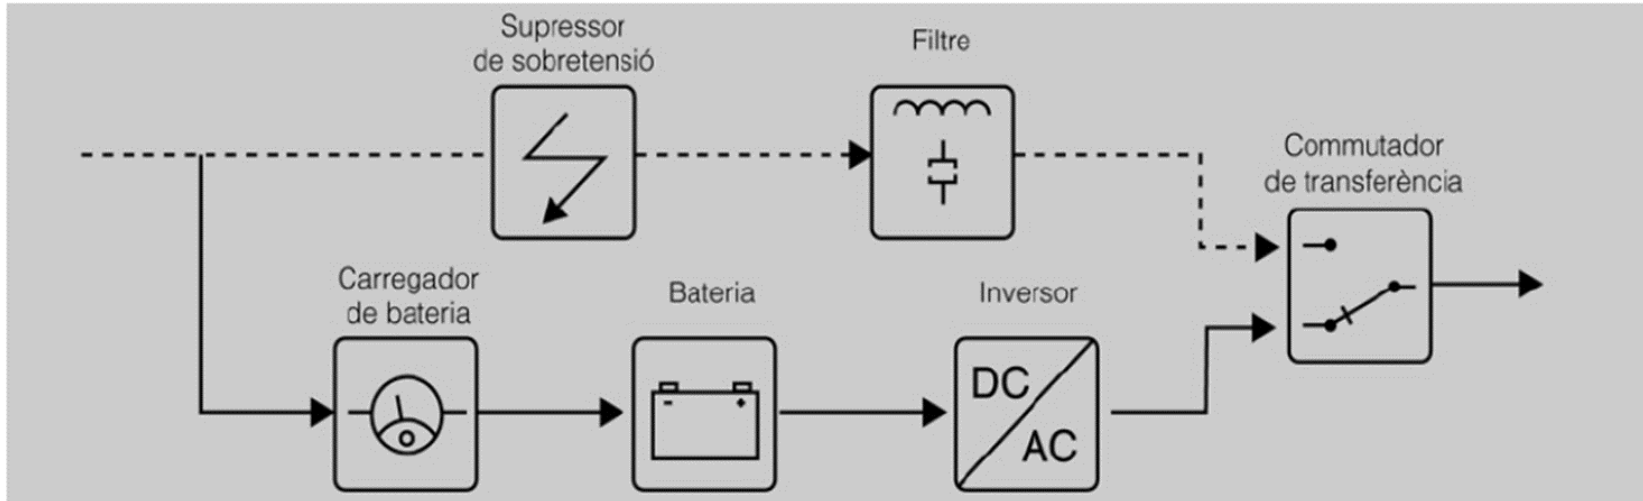 Supressor
de sobretensió
Filtre
Commutador
de transferència
Carregador
de bateria
Bateria
Inversor
- +
DC
AC